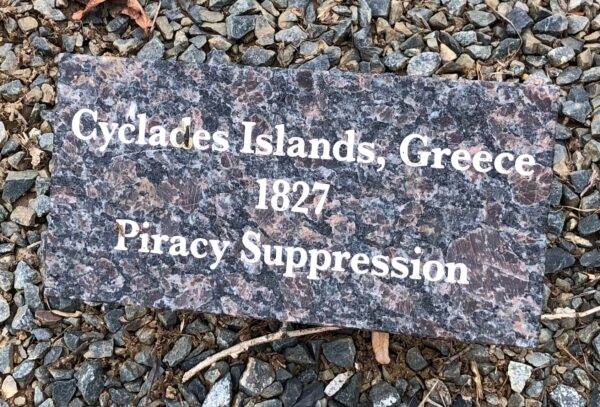 Cyclades Islands, Greece
1827
Piracy Suppression